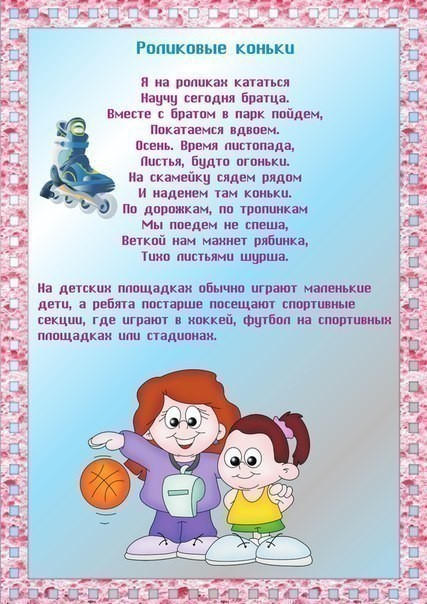 Роликовые коньки
Я на роликах кататься
Научу сегодня братца.
Вместе с братом в парк пойдем,
Покатаемся вдвоем.
Осень. Время листопада,
Листья, будто огоньки.
На скамейку сядем рядом
И наденем там коньки.
По дорожкам, по тропинкам
Мы поедем не спеша,
Веткой нам махнет рябинка,
Тихо листьями шурша.
На детских площадках обычно играют маленькие
дети, а ребята постарше посещают спортивные
секции, где играют в хоккей, футбол на спортивных
площадках или стадионах.